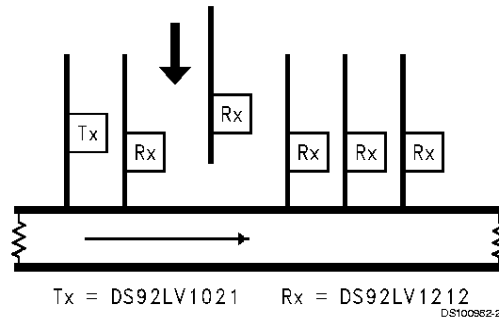 Tx
Rx
Rx
Rx
Rx
Rx
Tx = DS92LV1021 Rx = DS92LV1212
DS100982-2